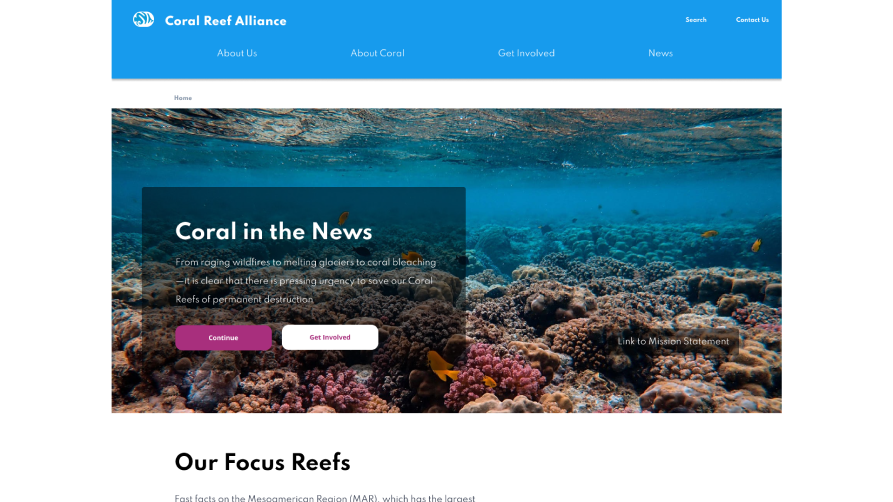 Coral Reef Alliance
Search
Contact Us
About Us
About Coral
Get Involved
News
Home
Coral in the News
From raging wildfires to melting glaciers to coral bleaching
—it is clear that there is pressing urgency to save our Coral
Reefs of permanent destruction
Continue
Get Involved
Link to Mission Statement
Our Focus Reefs
Fast facts on the Mesoamerican Region (MAR), which has the largest